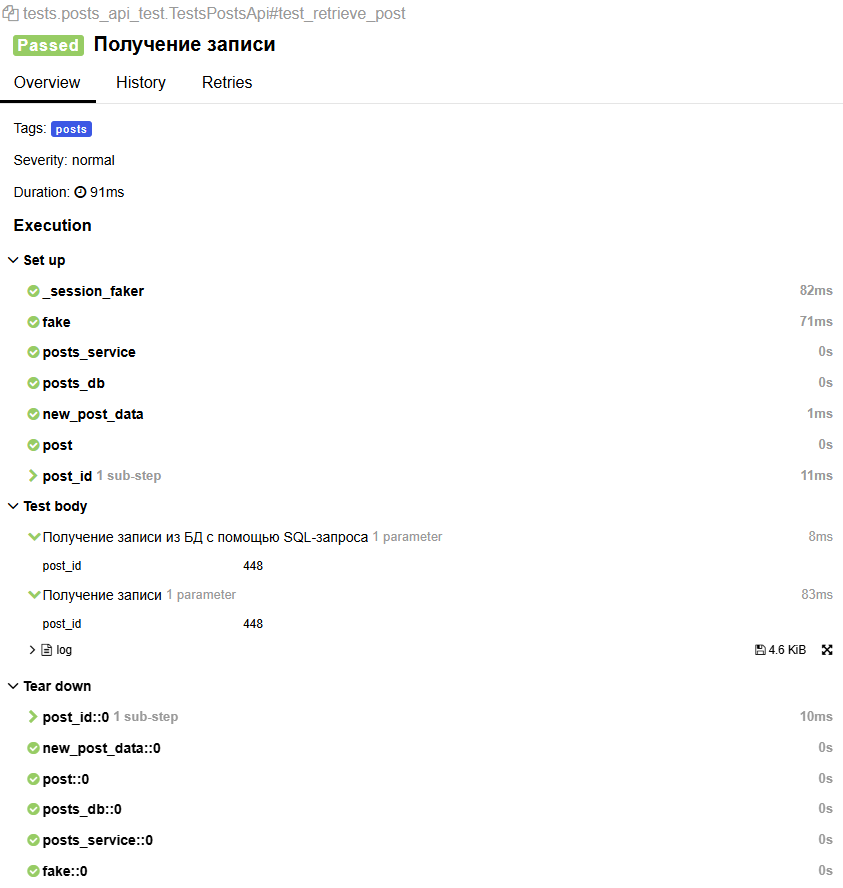 tests.posts_api_test.TestsPostsApi#test_retrieve_post
Passed Получение записи
Overview History Retries
Tags: posts
Severity: normal
Duration: 91ms
Execution
Set up
_session_faker 82ms
fake 71ms
posts_service 0s
posts_db 0s
new_post_data 1ms
post 0s
post_id 1 sub-step 11ms
Test body
Получение записи из БД с помощью SQL-запроса 1 parameter 8ms
post_id 448
Получение записи 1 parameter 83ms
post_id 448
log 4.6 KiB
Tear down
post_id::0 1 sub-step 10ms
new_post_data::0 0s
post::0 0s
posts_db::0 0s
posts_service::0 0s
fake::0 0s